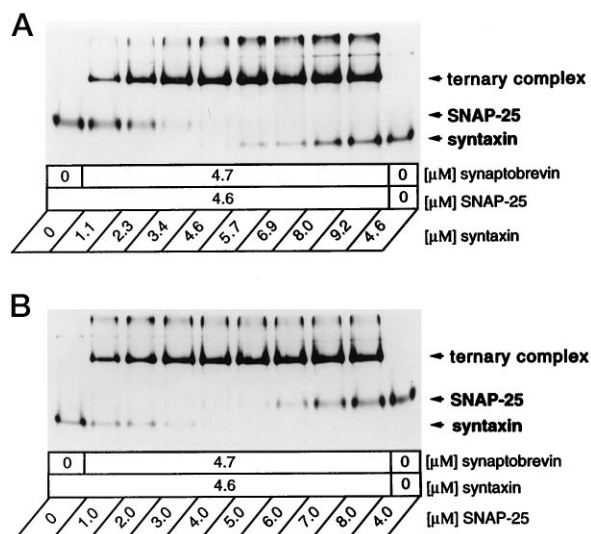 A
ternary complex
SNAP-25
syntaxin
0 4.7 0 [μM] synaptobrevin
4.6 0 [μM] SNAP-25
0 1.1 2.3 3.4 4.6 5.7 6.9 8.0 9.2 4.6 [μM] syntaxin
B
ternary complex
SNAP-25
syntaxin
0 4.7 0 [μM] synaptobrevin
4.6 0 [μM] syntaxin
0 1.0 2.0 3.0 4.0 5.0 6.0 7.0 8.0 4.0 [μM] SNAP-25